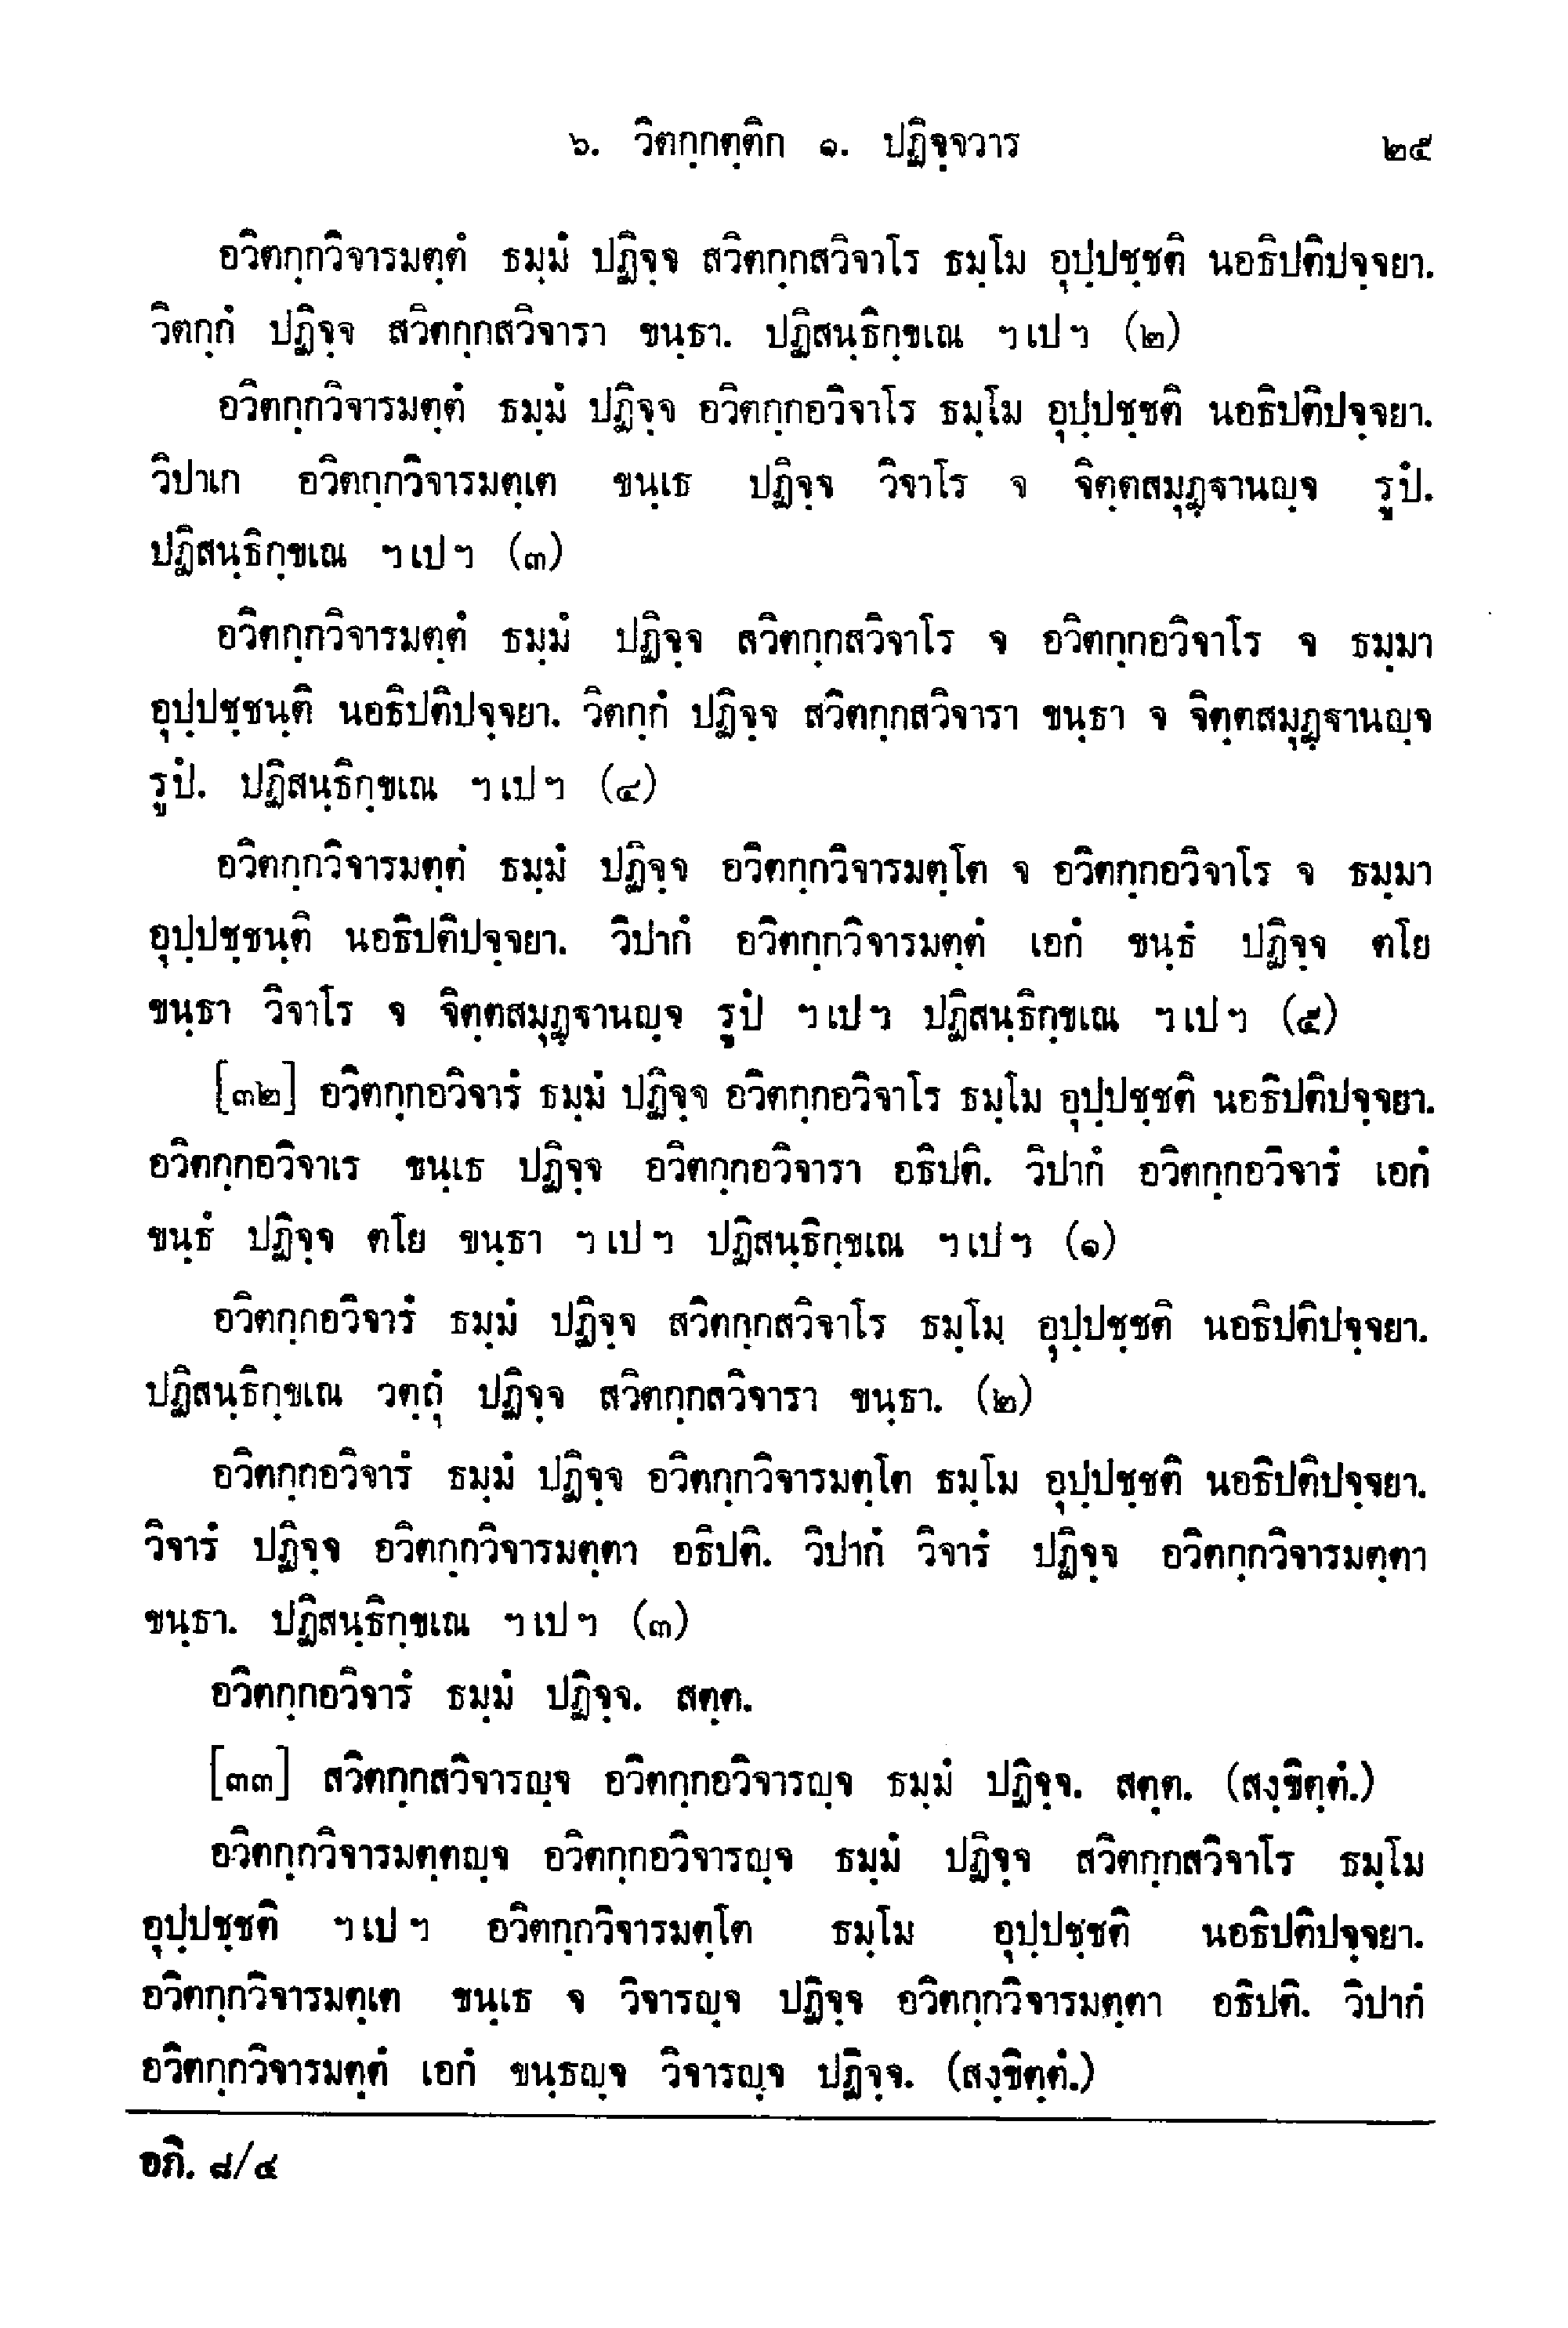 ๖. วิตกฺกตฺติก ๑. ปฏิจฺจวาร ๒๕
อวิตกฺกวิจารมตฺตํ ธมฺมํ ปฏิจฺจ สวิตกฺกสวิจาโร ธมฺโม อุปฺปชฺชติ นอธิปติปจฺจยา.
วิตกฺกํ ปฏิจฺจ สวิตกฺกสวิจารา ขนฺธา. ปฏิสนฺธิกฺขเณ ฯ เป ฯ (๒)
อวิตกฺกวิจารมตฺตํ ธมฺมํ ปฏิจฺจ อวิตกฺกอวิจาโร ธมฺโม อุปฺปชฺชติ นอธิปติปจฺจยา.
วิปาเก อวิตกฺกวิจารมตฺเต ขนฺเธ ปฏิจฺจ วิจาโร จ จิตฺตสมุฏฺฐานญฺจ รูปํ.
ปฏิสนฺธิกฺขเณ ฯ เป ฯ (๓)
อวิตกฺกวิจารมตฺตํ ธมฺมํ ปฏิจฺจ สวิตกฺกสวิจาโร จ อวิตกฺกอวิจาโร จ ธมฺมา
อุปฺปชฺชนฺติ นอธิปติปจฺจยา. วิตกฺกํ ปฏิจฺจ สวิตกฺกสวิจารา ขนฺธา จ จิตฺตสมุฏฺฐานญฺจ
รูปํ. ปฏิสนฺธิกฺขเณ ฯ เป ฯ (๔)
อวิตกฺกวิจารมตฺตํ ธมฺมํ ปฏิจฺจ อวิตกฺกวิจารมตฺโต จ อวิตกฺกอวิจาโร จ ธมฺมา
อุปฺปชฺชนฺติ นอธิปติปจฺจยา. วิปากํ อวิตกฺกวิจารมตฺตํ เอกํ ขนฺธํ ปฏิจฺจ ตโย
ขนฺธา วิจาโร จ จิตฺตสมุฏฺฐานญฺจ รูปํ ฯ เป ฯ ปฏิสนฺธิกฺขเณ ฯ เป ฯ (๕)
[๓๒] อวิตกฺกอวิจารํ ธมฺมํ ปฏิจฺจ อวิตกฺกอวิจาโร ธมฺโม อุปฺปชฺชติ นอธิปติปจฺจยา.
อวิตกฺกอวิจาเร ขนฺเธ ปฏิจฺจ อวิตกฺกอวิจารา อธิปติ. วิปากํ อวิตกฺกอวิจารํ เอกํ
ขนฺธํ ปฏิจฺจ ตโย ขนฺธา ฯ เป ฯ ปฏิสนฺธิกฺขเณ ฯ เป ฯ (๑)
อวิตกฺกอวิจารํ ธมฺมํ ปฏิจฺจ สวิตกฺกสวิจาโร ธมฺโม อุปฺปชฺชติ นอธิปติปจฺจยา.
ปฏิสนฺธิกฺขเณ วตฺถุํ ปฏิจฺจ สวิตกฺกสวิจารา ขนฺธา. (๒)
อวิตกฺกอวิจารํ ธมฺมํ ปฏิจฺจ อวิตกฺกวิจารมตฺโต ธมฺโม อุปฺปชฺชติ นอธิปติปจฺจยา.
วิจารํ ปฏิจฺจ อวิตกฺกวิจารมตฺตา อธิปติ. วิปากํ วิจารํ ปฏิจฺจ อวิตกฺกวิจารมตฺตา
ขนฺธา. ปฏิสนฺธิกฺขเณ ฯ เป ฯ (๓)
อวิตกฺกอวิจารํ ธมฺมํ ปฏิจฺจ. สตฺต.
[๓๓] สวิตกฺกสวิจารญฺจ อวิตกฺกอวิจารญฺจ ธมฺมํ ปฏิจฺจ. สตฺต. (สงฺขิตฺตํ.)
อวิตกฺกวิจารมตฺตญฺจ อวิตกฺกอวิจารญฺจ ธมฺมํ ปฏิจฺจ สวิตกฺกสวิจาโร ธมฺโม
อุปฺปชฺชติ ฯ เป ฯ อวิตกฺกวิจารมตฺโต ธมฺโม อุปฺปชฺชติ นอธิปติปจฺจยา.
อวิตกฺกวิจารมตฺเต ขนฺเธ จ วิจารญฺจ ปฏิจฺจ อวิตกฺกวิจารมตฺตา อธิปติ. วิปากํ
อวิตกฺกวิจารมตฺตํ เอกํ ขนฺธญฺจ วิจารญฺจ ปฏิจฺจ. (สงฺขิตฺตํ.)
อภิ. ๘/๔